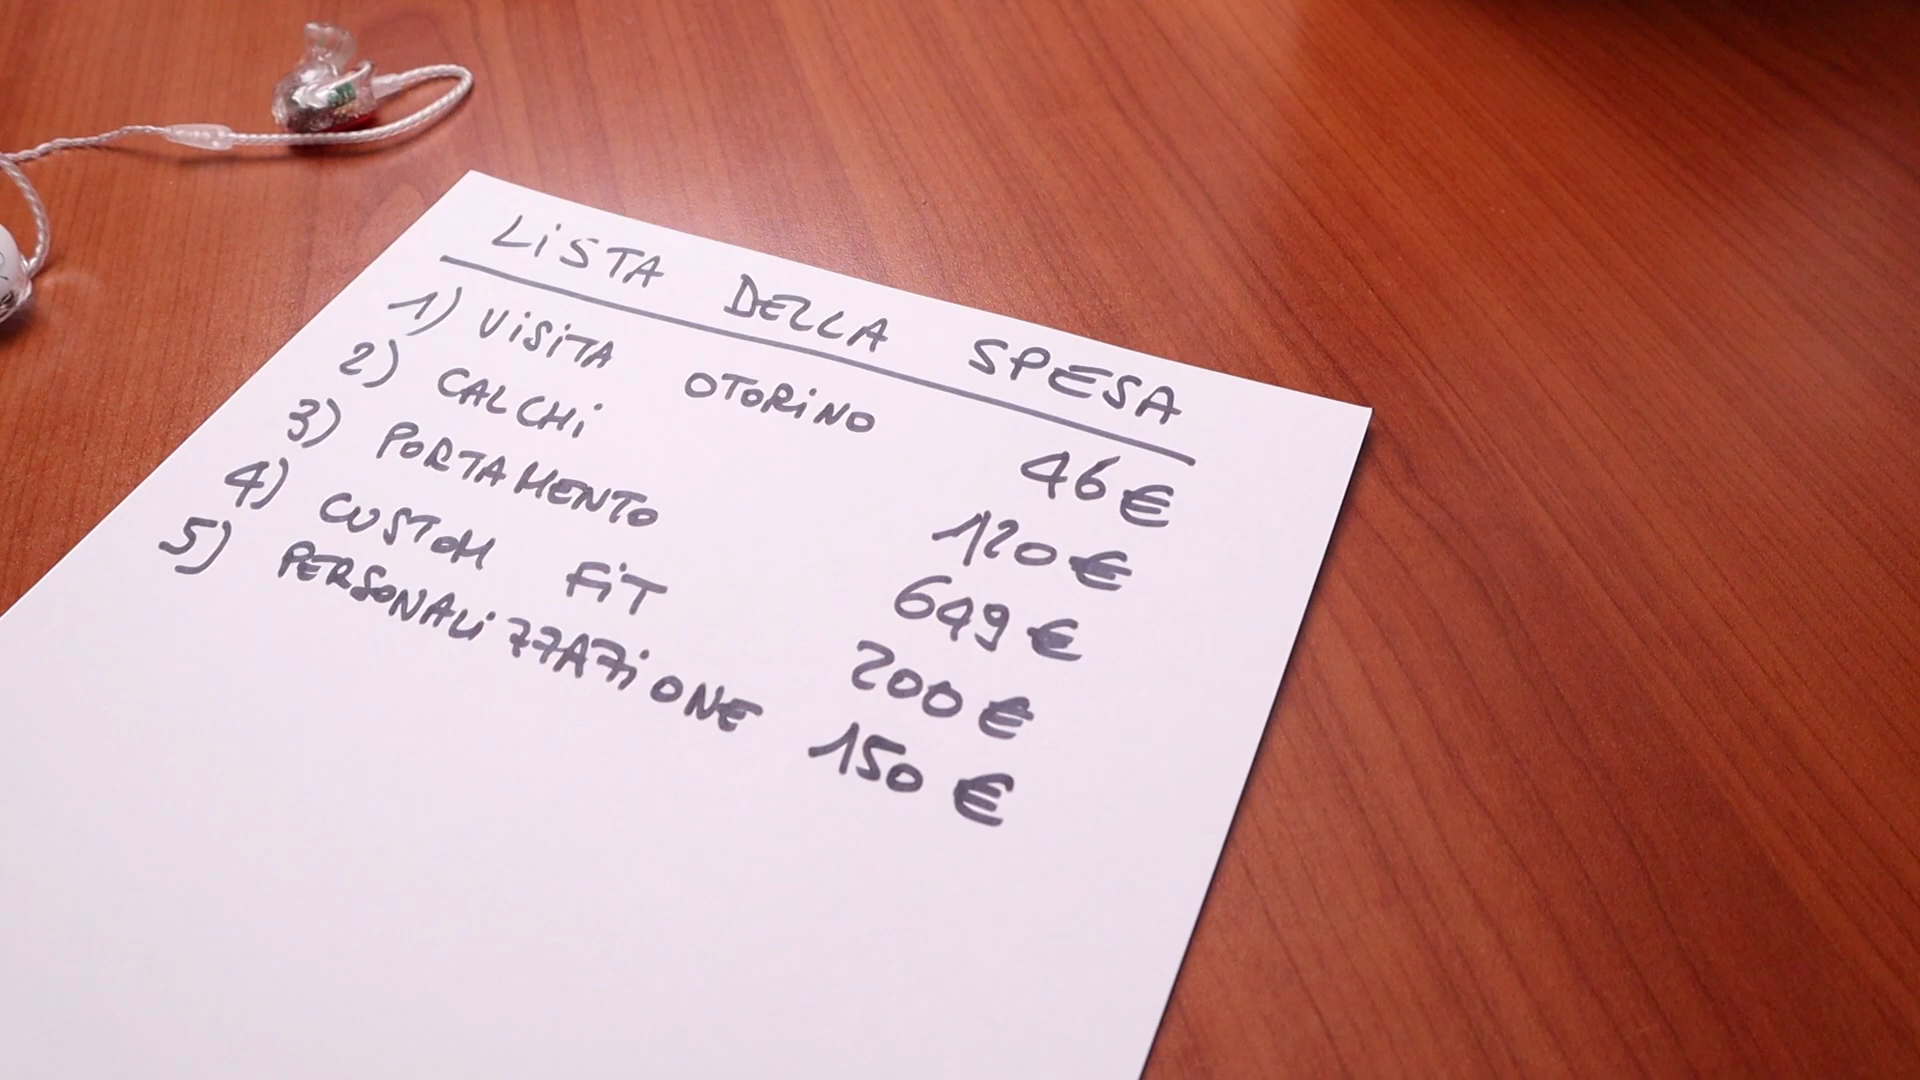 LiSTA DELLA SPESA
1) ViSiTA OTORiNO 46€
2) CALCHi 120€
3) PORTAMENTO 649€
4) CUSTOM FiT 200€
5) PERSONALiZZAZiONE 150€